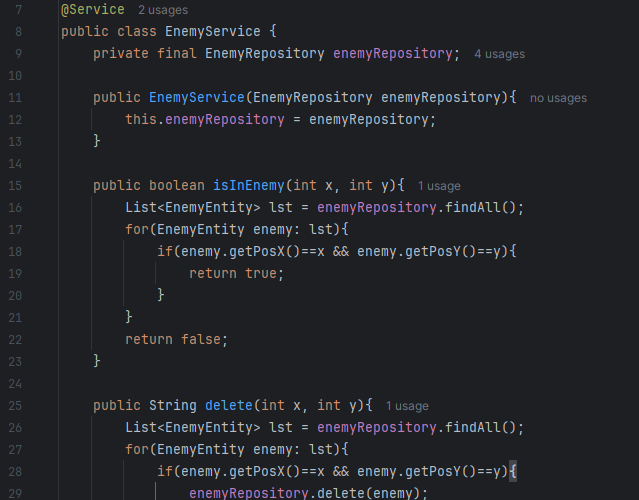 7 @Service 2 usages
8 public class EnemyService {
9 private final EnemyRepository enemyRepository; 4 usages
10
11 public EnemyService(EnemyRepository enemyRepository){ no usages
12 this.enemyRepository = enemyRepository;
13 }
14
15 public boolean isInEnemy(int x, int y){ 1 usage
16 List<EnemyEntity> lst = enemyRepository.findAll();
17 for(EnemyEntity enemy: lst){
18 if(enemy.getPosX()==x && enemy.getPosY()==y){
19 return true;
20 }
21 }
22 return false;
23 }
24
25 public String delete(int x, int y){ 1 usage
26 List<EnemyEntity> lst = enemyRepository.findAll();
27 for(EnemyEntity enemy: lst){
28 if(enemy.getPosX()==x && enemy.getPosY()==y){
29 enemyRepository.delete(enemy);